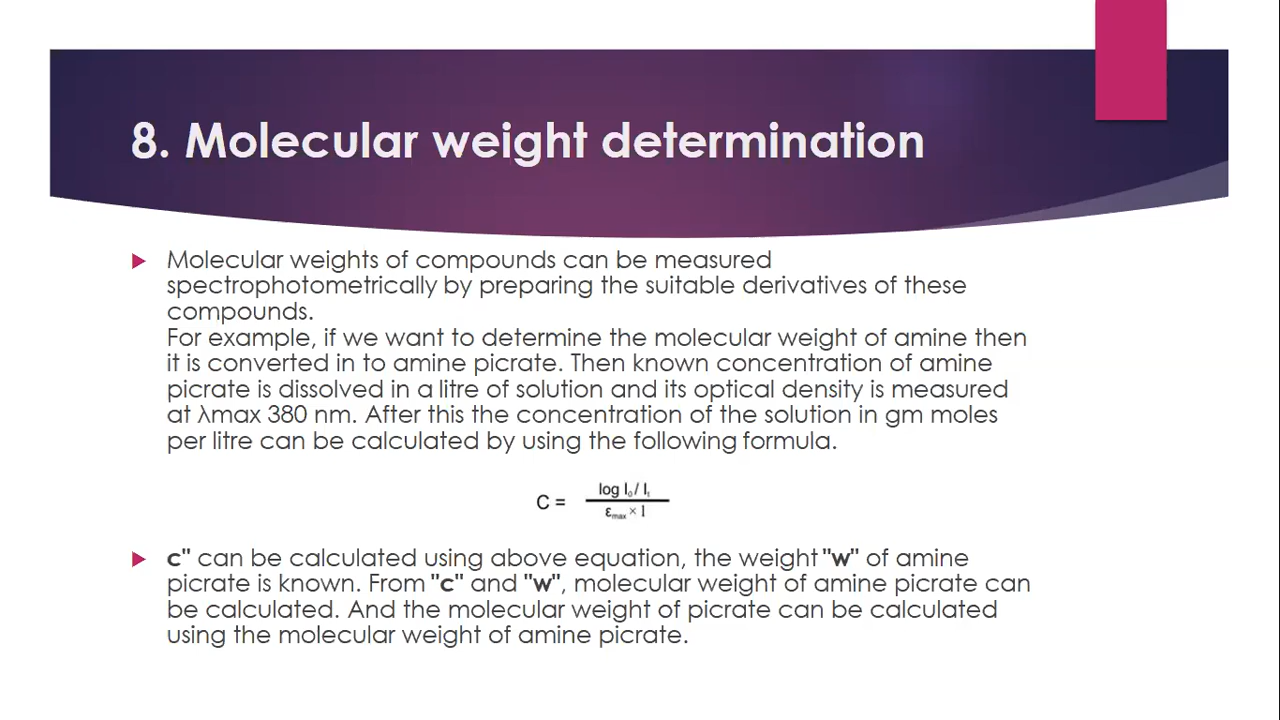 8. Molecular weight determination
Molecular weights of compounds can be measured
spectrophotometrically by preparing the suitable derivatives of these
compounds.
For example, if we want to determine the molecular weight of amine then
it is converted in to amine picrate. Then known concentration of amine
picrate is dissolved in a litre of solution and its optical density is measured
at λmax 380 nm. After this the concentration of the solution in gm moles
per litre can be calculated by using the following formula.
log I₀/ Iₜ
C =
εmax × l
c" can be calculated using above equation, the weight "w" of amine
picrate is known. From "c" and "w", molecular weight of amine picrate can
be calculated. And the molecular weight of picrate can be calculated
using the molecular weight of amine picrate.